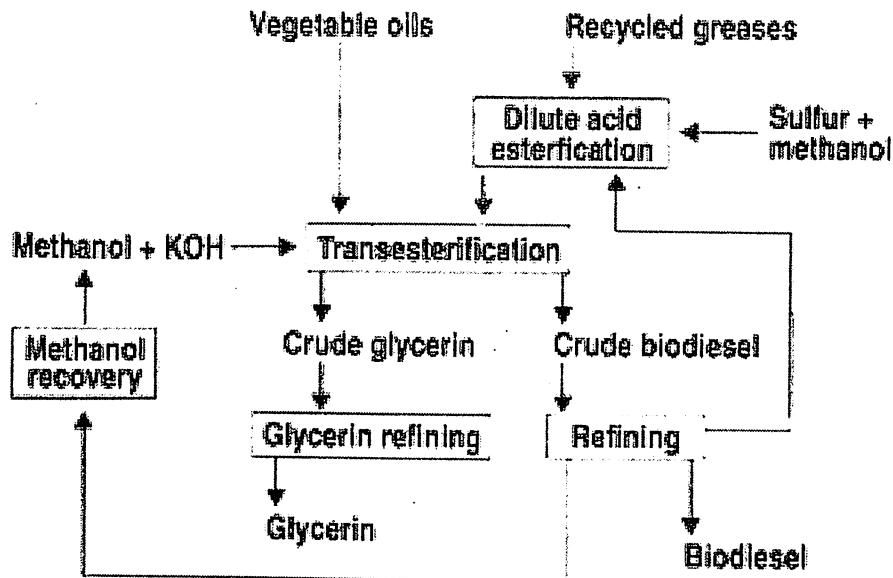 Vegetable oils
Recycled greases
Dilute acid
esterfication
Sulfur +
methanol
Methanol + KOH
Transesterification
Methanol
recovery
Crude glycerin
Crude biodiesel
Glycerin refining
Refining
Glycerin
Biodiesel